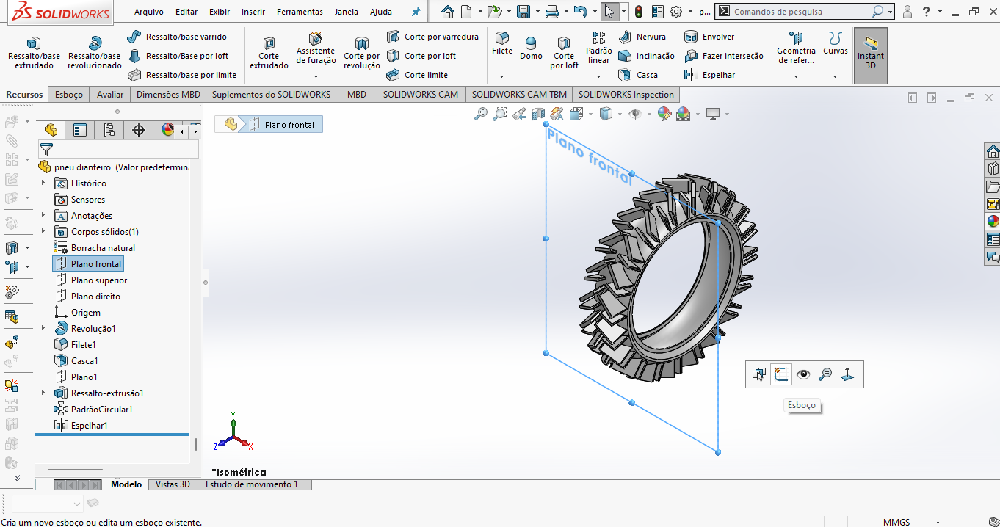 SOLIDWORKS
Arquivo Editar Exibir Inserir Ferramentas Janela Ajuda
p...
Comandos de pesquisa
?
Ressalto/base extrudado
Ressalto/base revolucionado
Ressalto/base varrido
Ressalto/base por loft
Ressalto/base por limite
Corte extrudado
Assistente de furação
Corte por revolução
Corte por varredura
Corte por loft
Corte limite
Filete
Domo
Corte por loft
Padrão linear
Nervura
Inclinação
Casca
Envolver
Fazer interseção
Espelhar
Geometria de refer...
Curvas
Instant 3D
Recursos Esboço Avaliar Dimensões MBD Suplementos do SOLIDWORKS MBD SOLIDWORKS CAM SOLIDWORKS CAM TBM SOLIDWORKS Inspection
Plano frontal
Plano frontal
pneu dianteiro (Valor predetermina
Histórico
Sensores
A Anotações
Corpos sólidos(1)
Borracha natural
Plano frontal
Plano superior
Plano direito
Origem
Revolução1
Filete1
Casca1
Plano1
Ressalto-extrusão1
PadrãoCircular1
Espelhar1
Esboço
Y
Z
X
*Isométrica
Modelo Vistas 3D Estudo de movimento 1
Cria um novo esboço ou edita um esboço existente.
MMGS